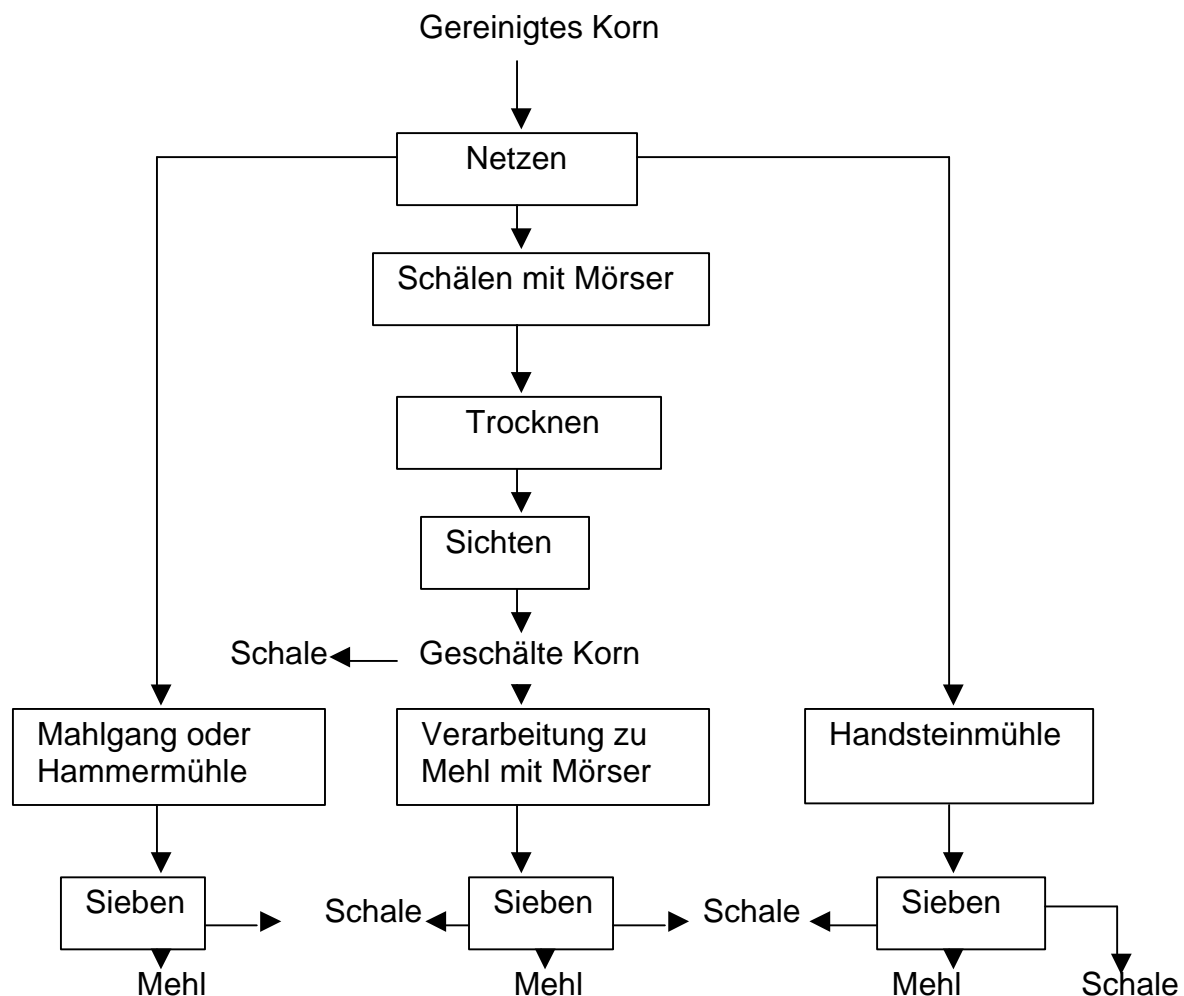 Gereinigtes Korn
Netzen
Schälen mit Mörser
Trocknen
Sichten
Schale
Geschälte Korn
Mahlgang oder
Hammermühle
Verarbeitung zu
Mehl mit Mörser
Handsteinmühle
Sieben
Schale
Sieben
Schale
Sieben
Mehl
Mehl
Mehl
Schale